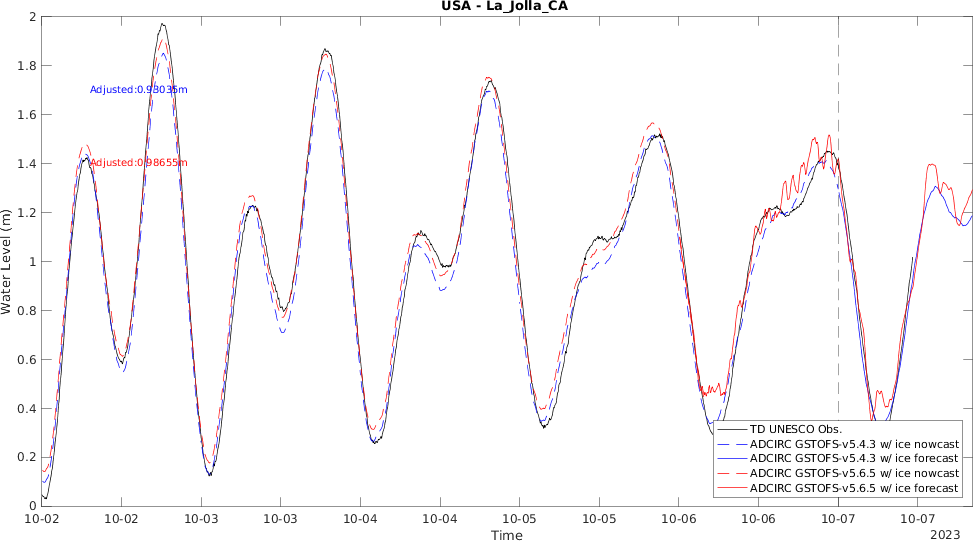 USA - La_Jolla_CA
Water Level (m)
2
1.8
1.6
1.4
1.2
1
0.8
0.6
0.4
0.2
0
Adjusted:0.93035m
Adjusted:0.98655m
TD UNESCO Obs.
ADCIRC GSTOFS-v5.4.3 w/ ice nowcast
ADCIRC GSTOFS-v5.4.3 w/ ice forecast
ADCIRC GSTOFS-v5.6.5 w/ ice nowcast
ADCIRC GSTOFS-v5.6.5 w/ ice forecast
10-02 10-02 10-03 10-03 10-04 10-04 10-05 10-05 10-06 10-06 10-07 10-07
Time
2023